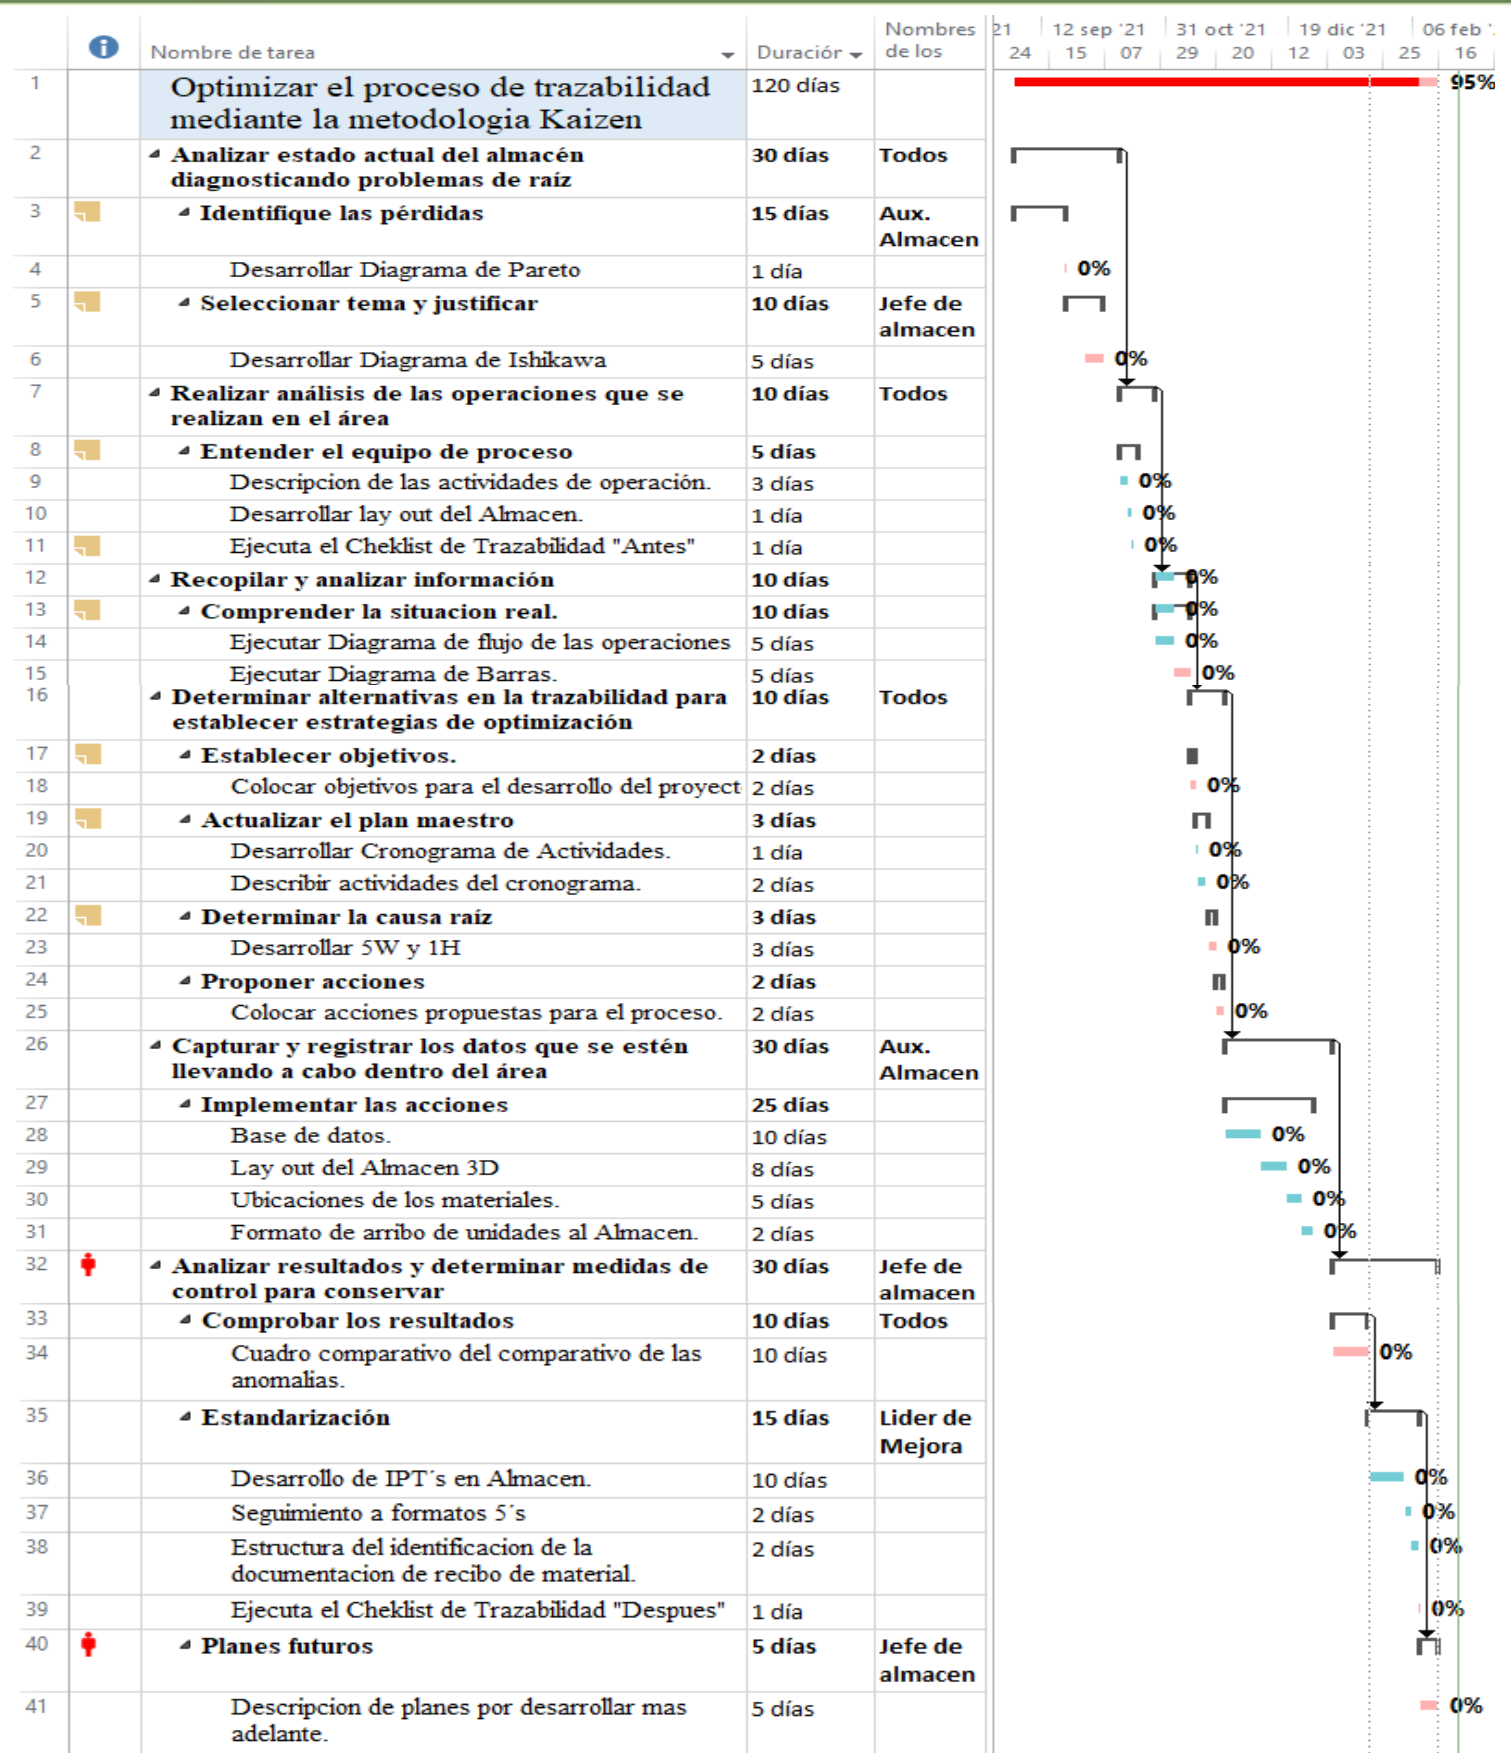 Nombres
21 12 sep '21 31 oct '21 19 dic '21 06 feb '
Nombre de tarea Duración de los 24 15 07 29 20 12 03 25 16
1 Optimizar el proceso de trazabilidad 120 días 95%
mediante la metodologia Kaizen
2 Analizar estado actual del almacén 30 días Todos
diagnosticando problemas de raíz
3 Identifique las pérdidas 15 días Aux.
Almacen
4 Desarrollar Diagrama de Pareto 1 día 0%
5 Seleccionar tema y justificar 10 días Jefe de
almacen
6 Desarrollar Diagrama de Ishikawa 5 días 0%
7 Realizar análisis de las operaciones que se 10 días Todos
realizan en el área
8 Entender el equipo de proceso 5 días
9 Descripcion de las actividades de operación. 3 días 0%
10 Desarrollar lay out del Almacen. 1 día 0%
11 Ejecuta el Cheklist de Trazabilidad "Antes" 1 día 0%
12 Recopilar y analizar información 10 días 0%
13 Comprender la situacion real. 10 días 0%
14 Ejecutar Diagrama de flujo de las operaciones 5 días 0%
15 Ejecutar Diagrama de Barras. 5 días 0%
16 Determinar alternativas en la trazabilidad para 10 días Todos
establecer estrategias de optimización
17 Establecer objetivos. 2 días
18 Colocar objetivos para el desarrollo del proyect 2 días 0%
19 Actualizar el plan maestro 3 días
20 Desarrollar Cronograma de Actividades. 1 día 0%
21 Describir actividades del cronograma. 2 días 0%
22 Determinar la causa raíz 3 días
23 Desarrollar 5W y 1H 3 días 0%
24 Proponer acciones 2 días
25 Colocar acciones propuestas para el proceso. 2 días 0%
26 Capturar y registrar los datos que se estén 30 días Aux.
llevando a cabo dentro del área Almacen
27 Implementar las acciones 25 días
28 Base de datos. 10 días 0%
29 Lay out del Almacen 3D 8 días 0%
30 Ubicaciones de los materiales. 5 días 0%
31 Formato de arribo de unidades al Almacen. 2 días 0%
32 Analizar resultados y determinar medidas de 30 días Jefe de
control para conservar almacen
33 Comprobar los resultados 10 días Todos
34 Cuadro comparativo del comparativo de las 10 días 0%
anomalias.
35 Estandarización 15 días Lider de
Mejora
36 Desarrollo de IPT´s en Almacen. 10 días 0%
37 Seguimiento a formatos 5´s 2 días 0%
38 Estructura del identificacion de la 2 días 0%
documentacion de recibo de material.
39 Ejecuta el Cheklist de Trazabilidad "Despues" 1 día 0%
40 Planes futuros 5 días Jefe de
almacen
41 Descripcion de planes por desarrollar mas 5 días 0%
adelante.